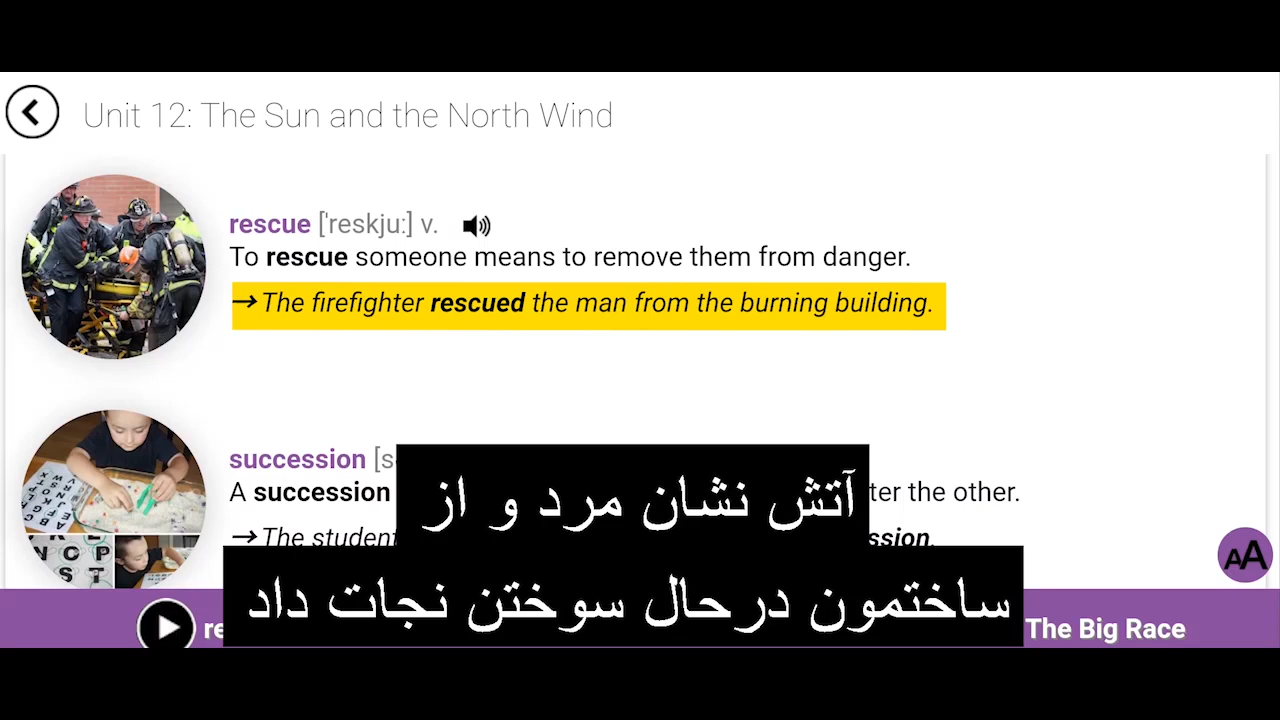 Unit 12: The Sun and the North Wind
rescue ['reskju:] v.
To rescue someone means to remove them from danger.
→ The firefighter rescued the man from the burning building.
succession [s
A succession ter the other.
→ The student ssion.
آتش نشان مرد و از
ساختمون درحال سوختن نجات داد
AA
re The Big Race